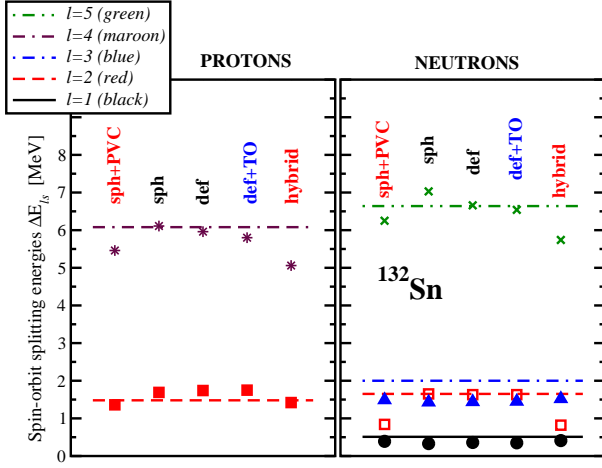 l=5 (green)
l=4 (maroon)
l=3 (blue)
l=2 (red)
l=1 (black)
PROTONS
NEUTRONS
Spin-orbit splitting energies ΔE_ls [MeV]
8
7
6
5
4
3
2
1
0
sph+PVC
sph
def
def+TO
hybrid
sph+PVC
sph
def
def+TO
hybrid
¹³²Sn